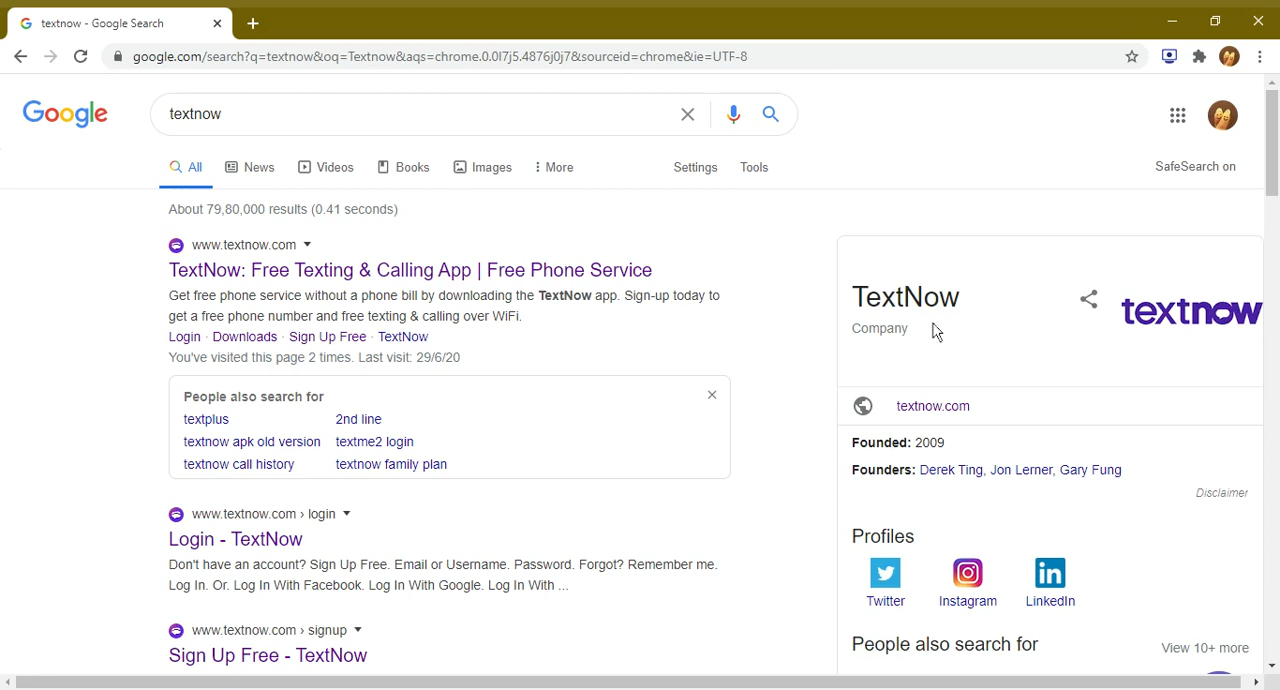 textnow - Google Search
google.com/search?q=textnow&oq=Textnow&aqs=chrome.0.0l7j5.4876j0j7&sourceid=chrome&ie=UTF-8
Google
textnow
All News Videos Books Images More Settings Tools
SafeSearch on
About 79,80,000 results (0.41 seconds)
www.textnow.com
TextNow: Free Texting & Calling App | Free Phone Service
Get free phone service without a phone bill by downloading the TextNow app. Sign-up today to
get a free phone number and free texting & calling over WiFi.
Login · Downloads · Sign Up Free · TextNow
You've visited this page 2 times. Last visit: 29/6/20
People also search for
textplus 2nd line
textnow apk old version textme2 login
textnow call history textnow family plan
www.textnow.com › login
Login - TextNow
Don't have an account? Sign Up Free. Email or Username. Password. Forgot? Remember me.
Log In. Or. Log In With Facebook. Log In With Google. Log In With ...
www.textnow.com › signup
Sign Up Free - TextNow
TextNow
Company
textnow
textnow.com
Founded: 2009
Founders: Derek Ting, Jon Lerner, Gary Fung
Disclaimer
Profiles
Twitter Instagram LinkedIn
People also search for View 10+ more